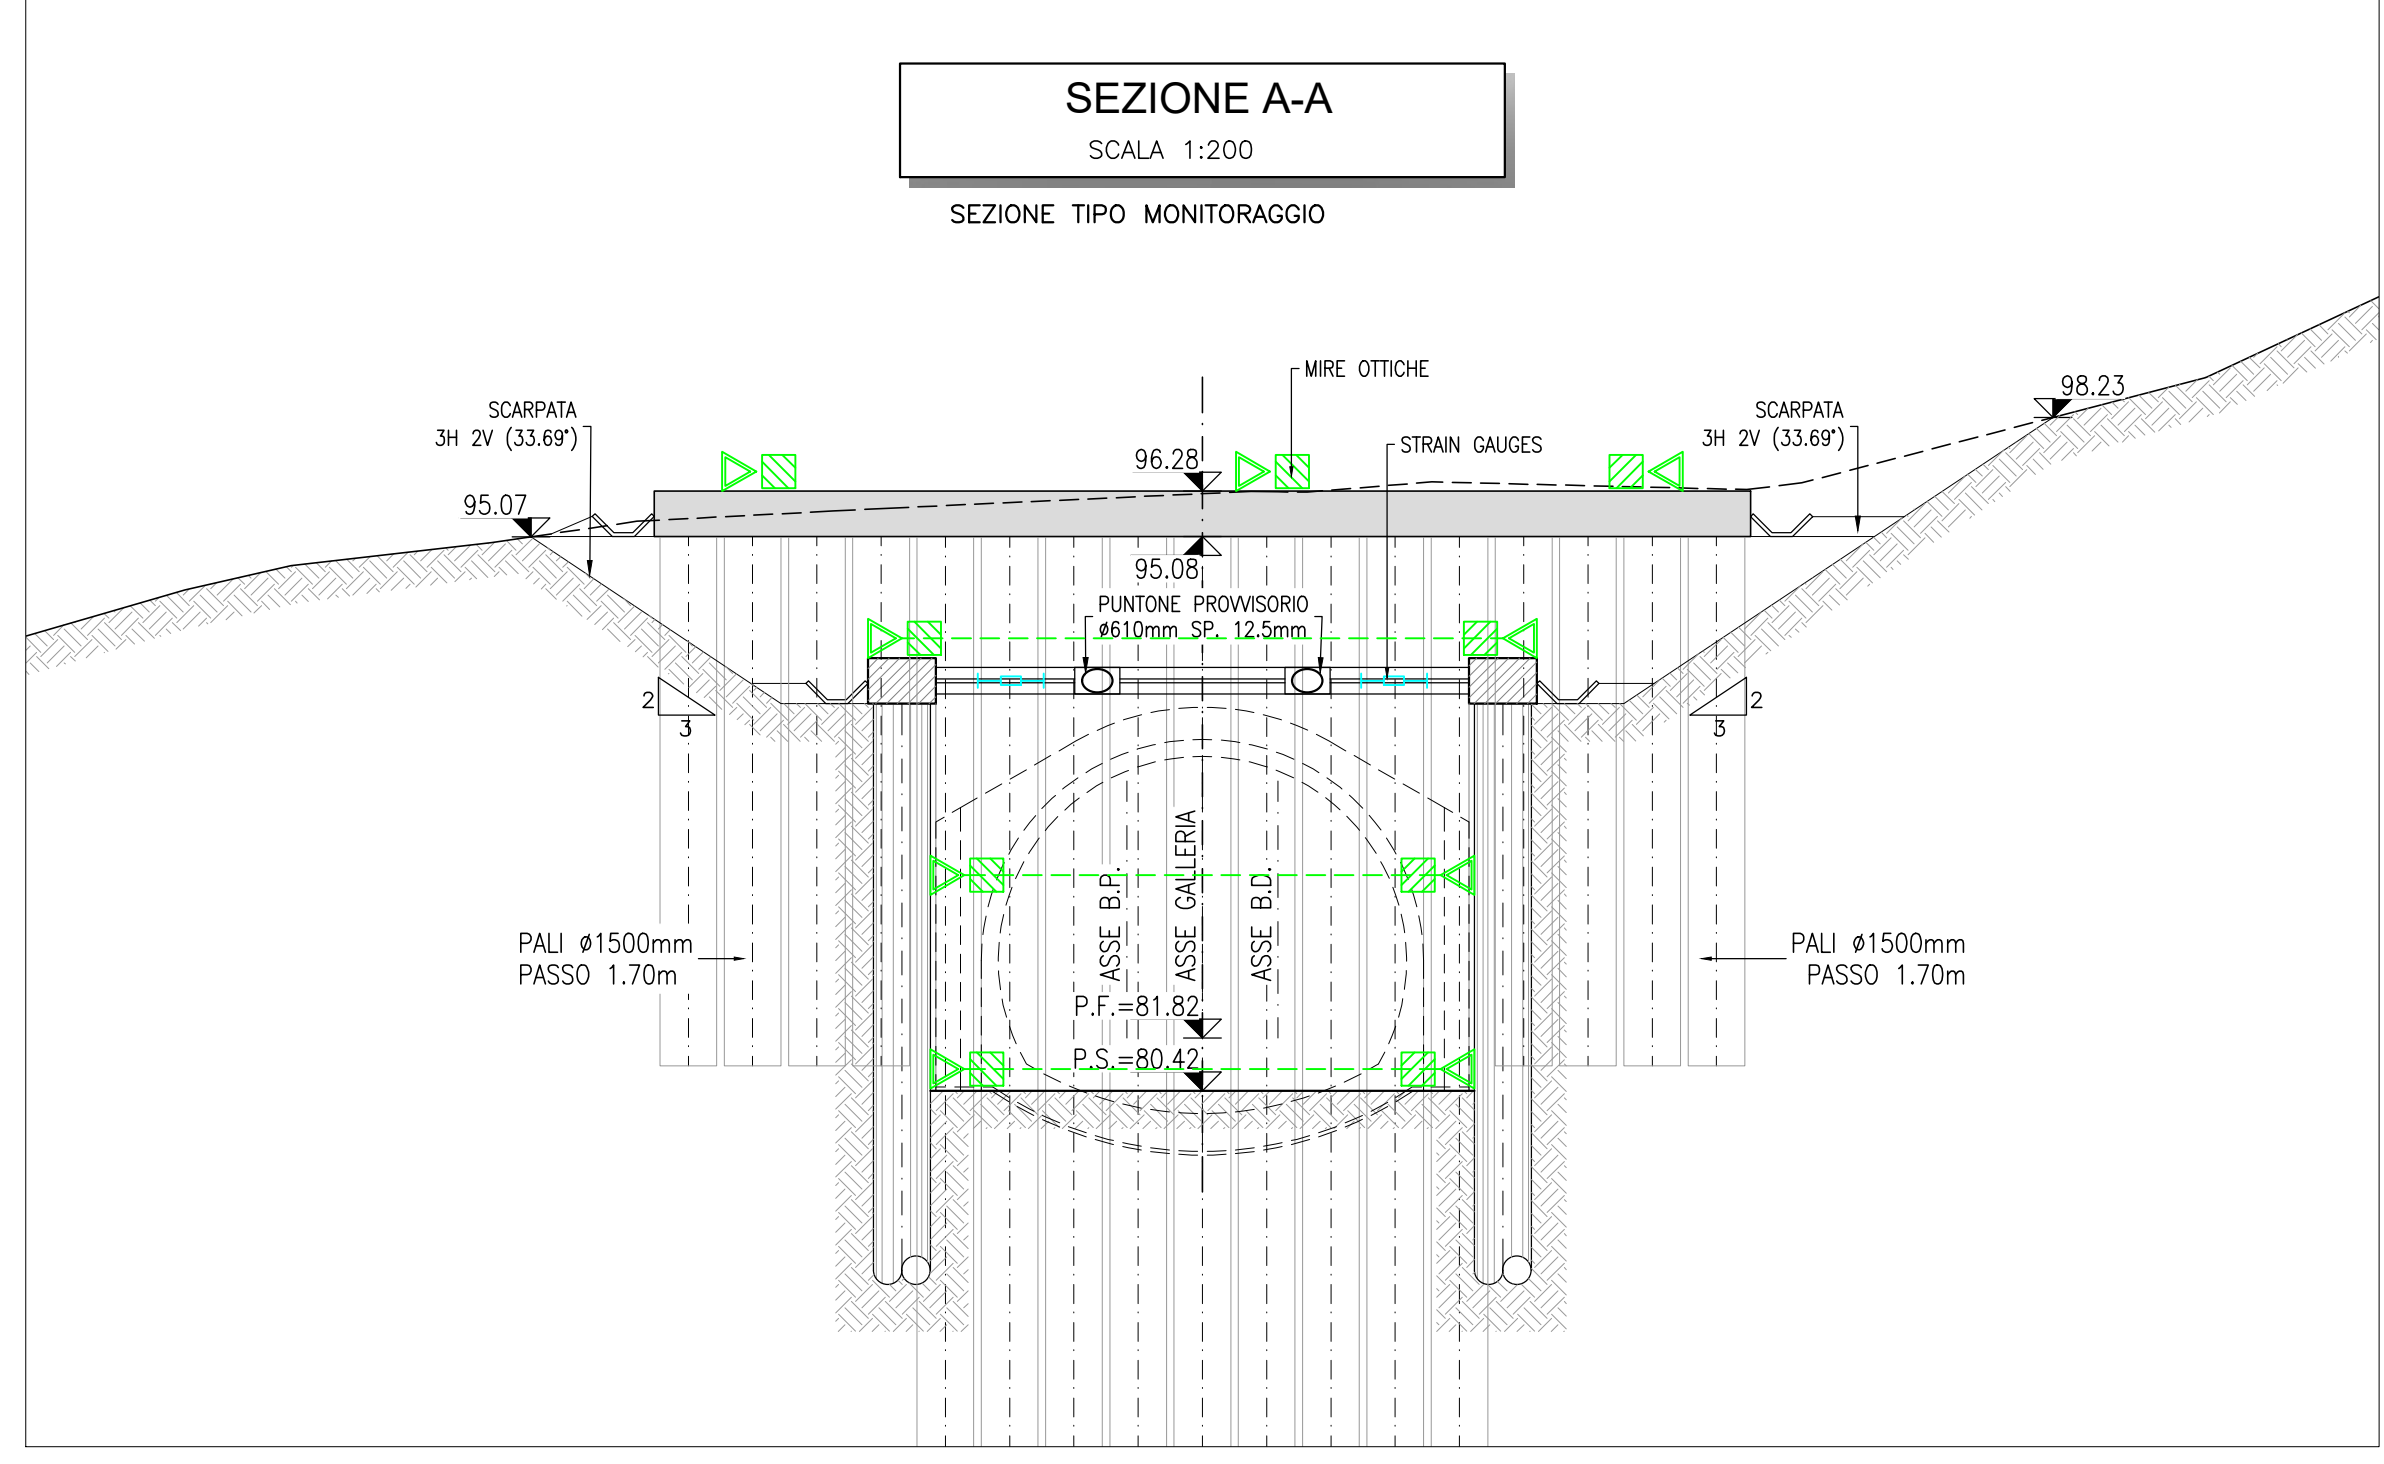 SEZIONE A-A
SCALA 1:200
SEZIONE TIPO MONITORAGGIO
MIRE OTTICHE
98.23
SCARPATA
3H 2V (33.69°)
SCARPATA
3H 2V (33.69°)
STRAIN GAUGES
96.28
95.07
95.08
PUNTONE PROVVISORIO
Ø610mm SP. 12.5mm
2
3
2
3
ASSE B.P.
ASSE GALLERIA
ASSE B.D.
PALI Ø1500mm
PASSO 1.70m
PALI Ø1500mm
PASSO 1.70m
P.F.=81.82
P.S.=80.42